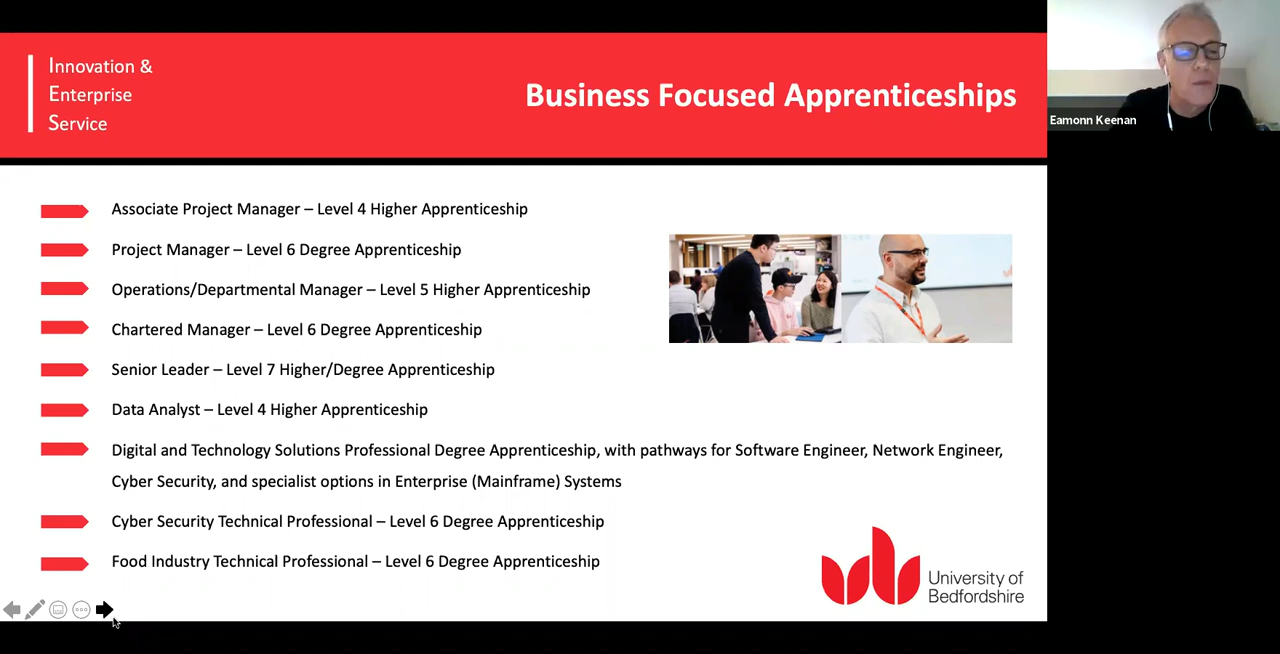 Innovation &
Enterprise
Service
Business Focused Apprenticeships
Eamonn Keenan
Associate Project Manager – Level 4 Higher Apprenticeship
Project Manager – Level 6 Degree Apprenticeship
Operations/Departmental Manager – Level 5 Higher Apprenticeship
Chartered Manager – Level 6 Degree Apprenticeship
Senior Leader – Level 7 Higher/Degree Apprenticeship
Data Analyst – Level 4 Higher Apprenticeship
Digital and Technology Solutions Professional Degree Apprenticeship, with pathways for Software Engineer, Network Engineer,
Cyber Security, and specialist options in Enterprise (Mainframe) Systems
Cyber Security Technical Professional – Level 6 Degree Apprenticeship
Food Industry Technical Professional – Level 6 Degree Apprenticeship
University of
Bedfordshire